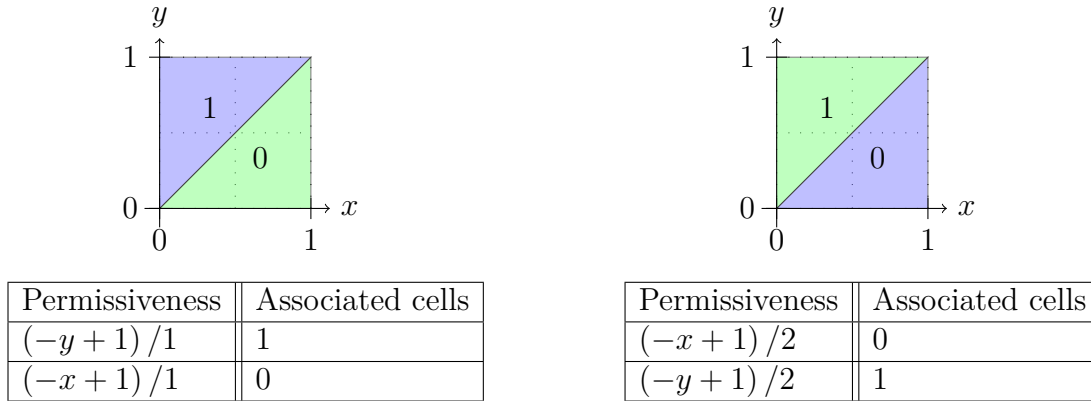 y
1
1
0
0
x
0
1
Permissiveness Associated cells
(−y + 1) /1 1
(−x + 1) /1 0
y
1
1
0
0
x
0
1
Permissiveness Associated cells
(−x + 1) /2 0
(−y + 1) /2 1